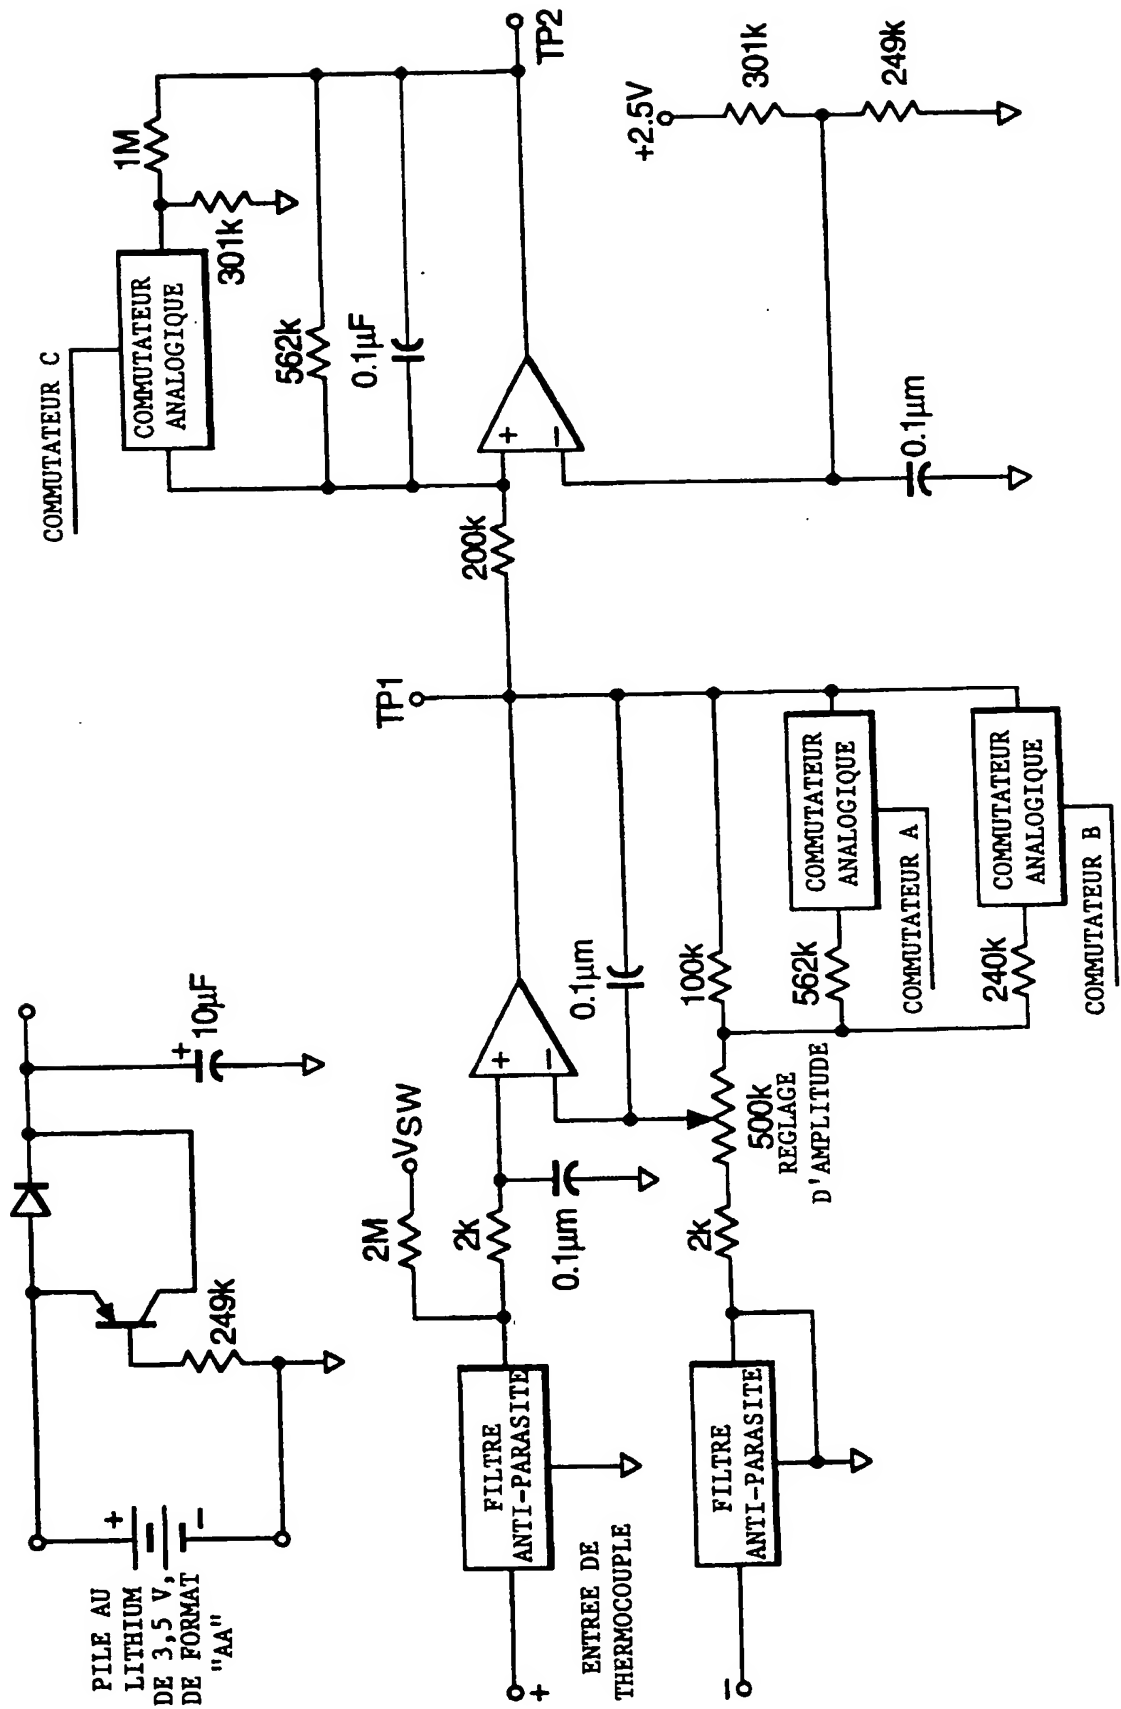 PILE AU
LITHIUM
DE 3,5 V,
DE FORMAT
"AA"
+
−
249k
+
10µF
ENTREE DE
THERMOCOUPLE
+
−
FILTRE
ANTI-PARASITE
FILTRE
ANTI-PARASITE
2M
VSW
2k
0.1µm
2k
500k
REGLAGE
D'AMPLITUDE
+
−
0.1µm
100k
562k
240k
COMMUTATEUR
ANALOGIQUE
COMMUTATEUR A
COMMUTATEUR
ANALOGIQUE
COMMUTATEUR B
TP1
200k
COMMUTATEUR C
COMMUTATEUR
ANALOGIQUE
1M
301k
562k
0.1µF
+
−
TP2
0.1µm
+2.5V
301k
249k